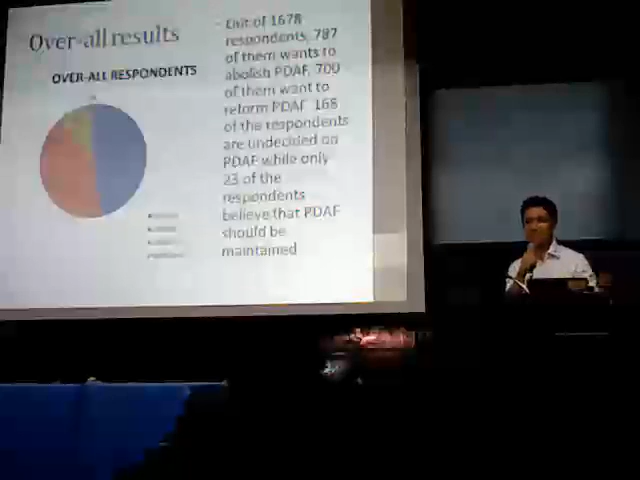 Over-all results
OVER-ALL RESPONDENTS
Out of 1678
respondents, 787
of them wants to
abolish PDAF, 700
of them want to
reform PDAF 168
of the respondents
are undecided on
PDAF while only
23 of the
respondents
believe that PDAF
should be
maintained